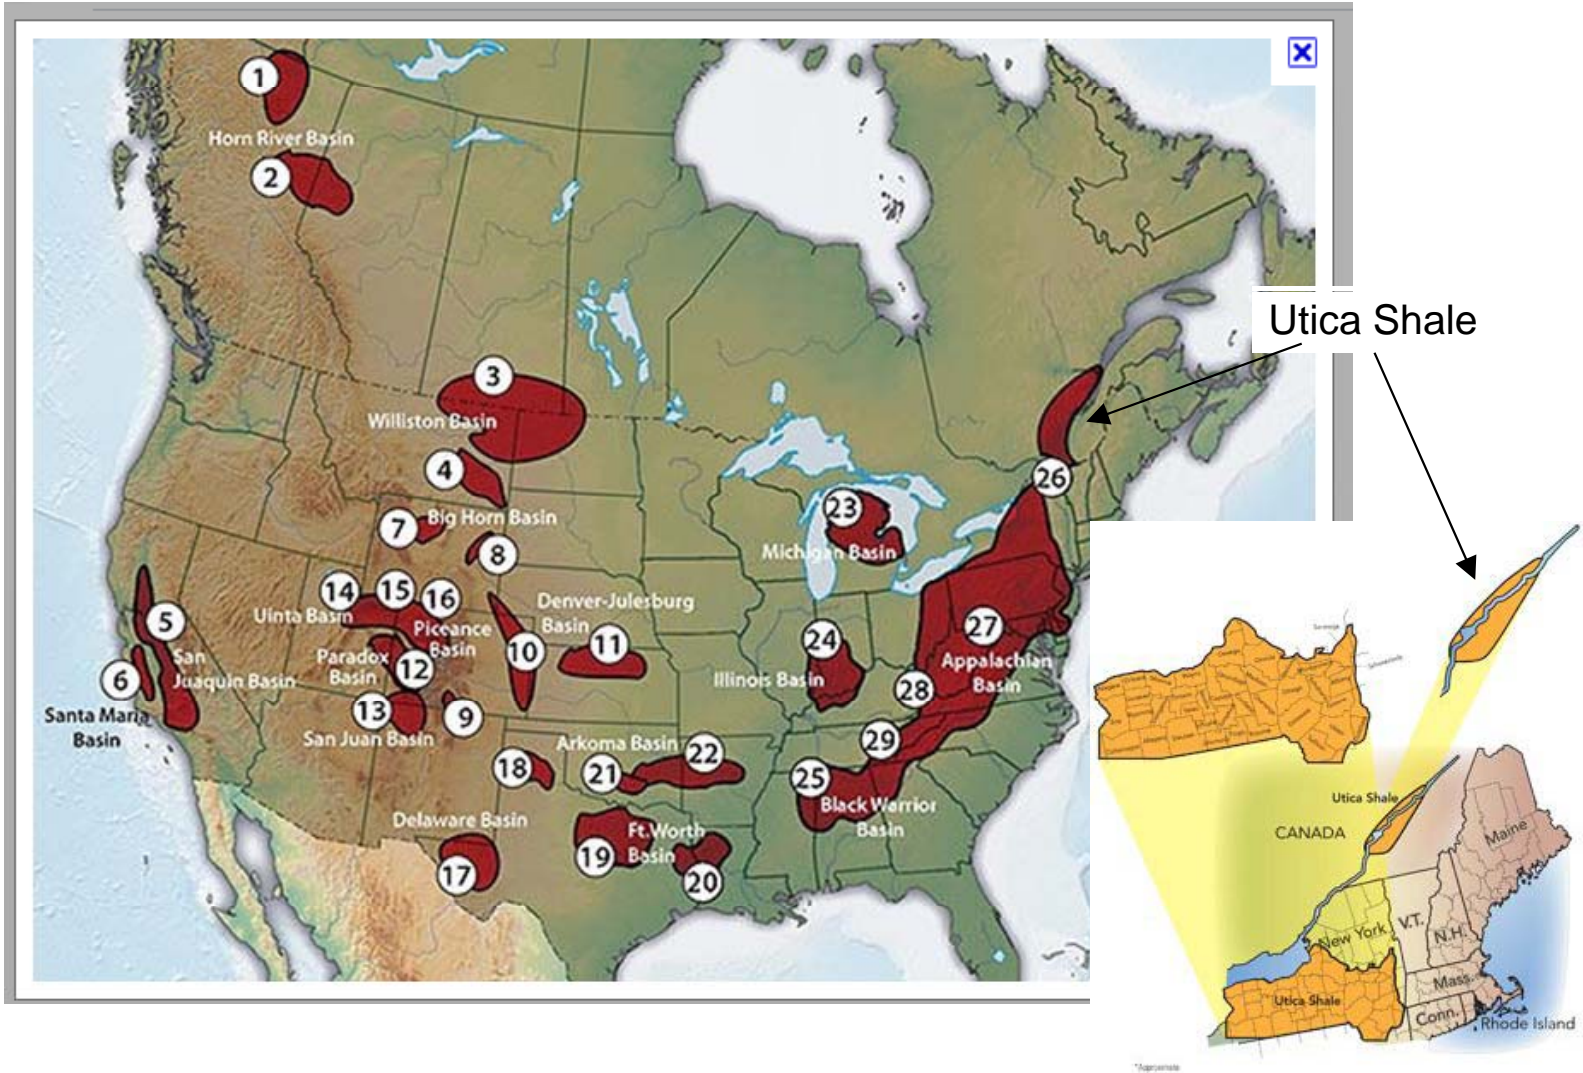 1
Horn River Basin
2
Utica Shale
3
Williston Basin
4
26
23
7
Big Horn Basin
8
Michigan Basin
14
15
16
Denver-Julesburg
Basin
Uinta Basin
5
Piceance
Basin
10
11
24
27
San
Juaquin Basin
Paradox
Basin
12
Appalachian
Basin
6
Illinois Basin
28
Santa Maria
Basin
13
9
San Juan Basin
29
Arkoma Basin
22
18
21
25
Black Warrior
Basin
Delaware Basin
Ft.Worth
Basin
19
17
20
Utica Shale
CANADA
Maine
New York
V.T.
N.H.
Mass.
Utica Shale
Conn.
Rhode Island
*Approximate